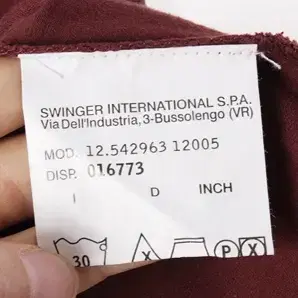 SWINGER INTERNATIONAL S.P.A.
Via Dell'Industria, 3-Bussolengo (VR)
MOD. 12.542963 12005
DISP. 016773
I D INCH
30 P X